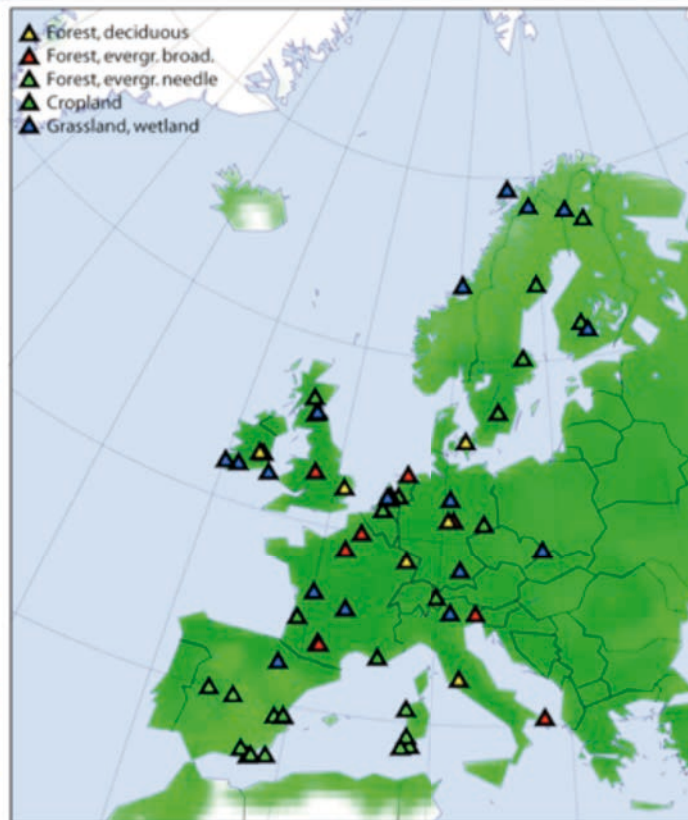 Forest, deciduous
Forest, evergr. broad.
Forest, evergr. needle
Cropland
Grassland, wetland